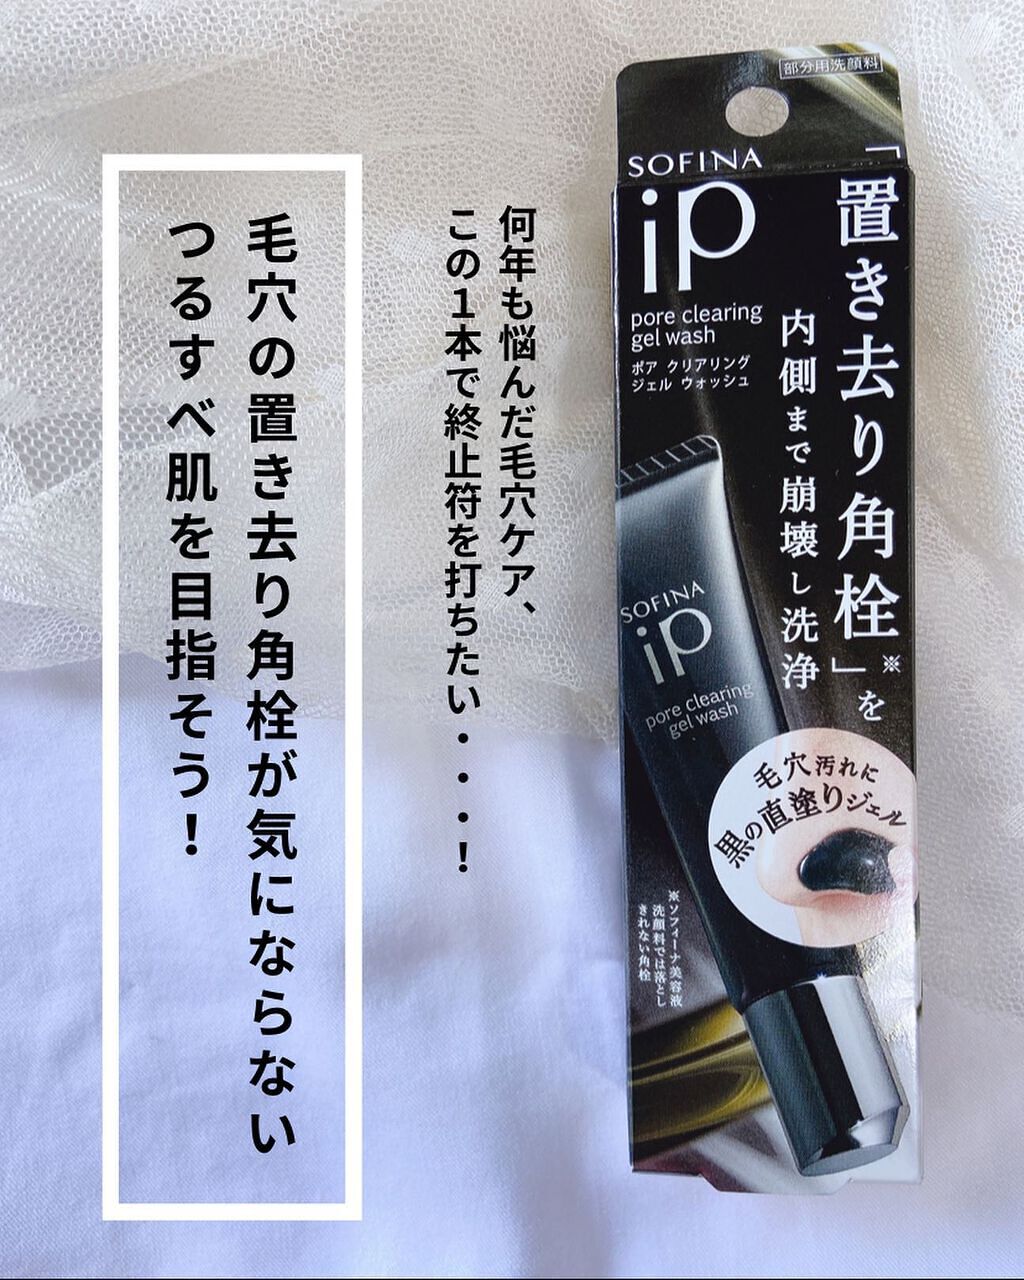 何年も悩んだ毛穴ケア、
この1本で終止符を打ちたい・・・！
毛穴の置き去り角栓が気にならない
つるすべ肌を目指そう！
部分用洗顔料
SOFINA
iP
pore clearing
gel wash
ポア クリアリング
ジェル ウォッシュ
「置き去り角栓」※を
内側まで崩壊し洗浄
SOFINA
iP
pore clearing
gel wash
毛穴汚れに
黒の直塗りジェル
※ソフィーナ美容液
洗顔料では落とし
きれない角栓